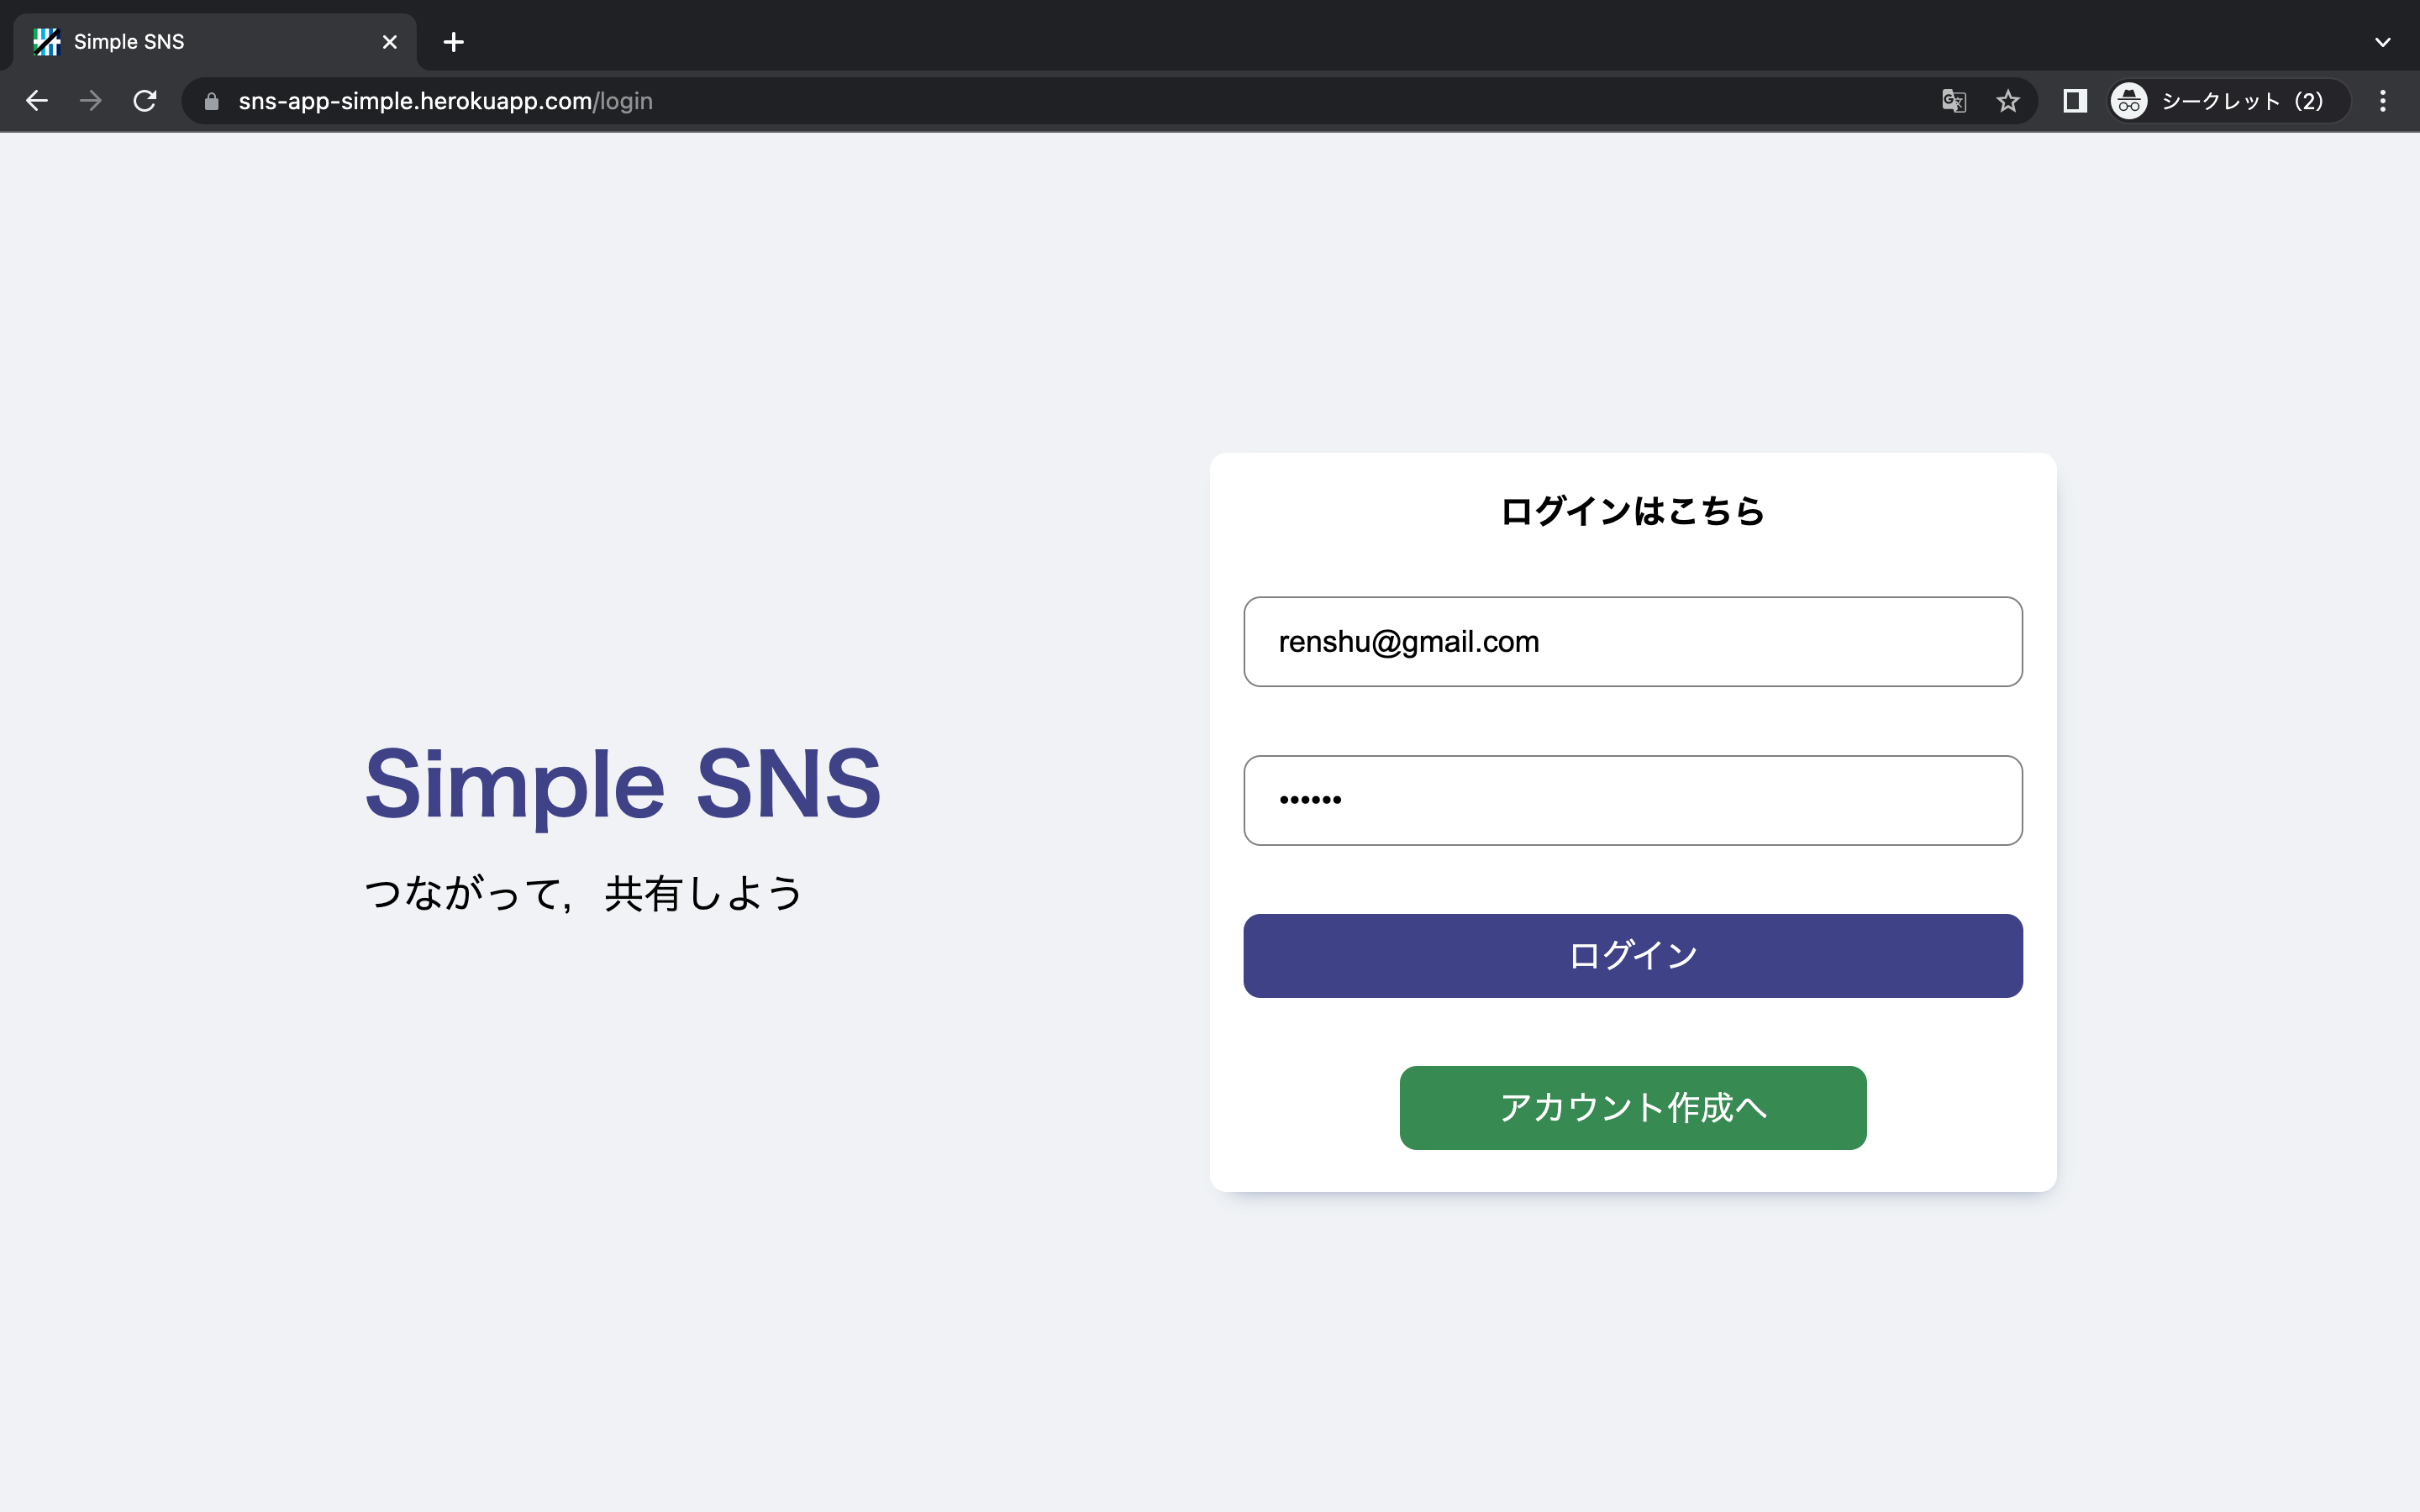 Simple SNS
sns-app-simple.herokuapp.com/login
シークレット（2）
ログインはこちら
renshu@gmail.com
••••••
Simple SNS
つながって，共有しよう
ログイン
アカウント作成へ